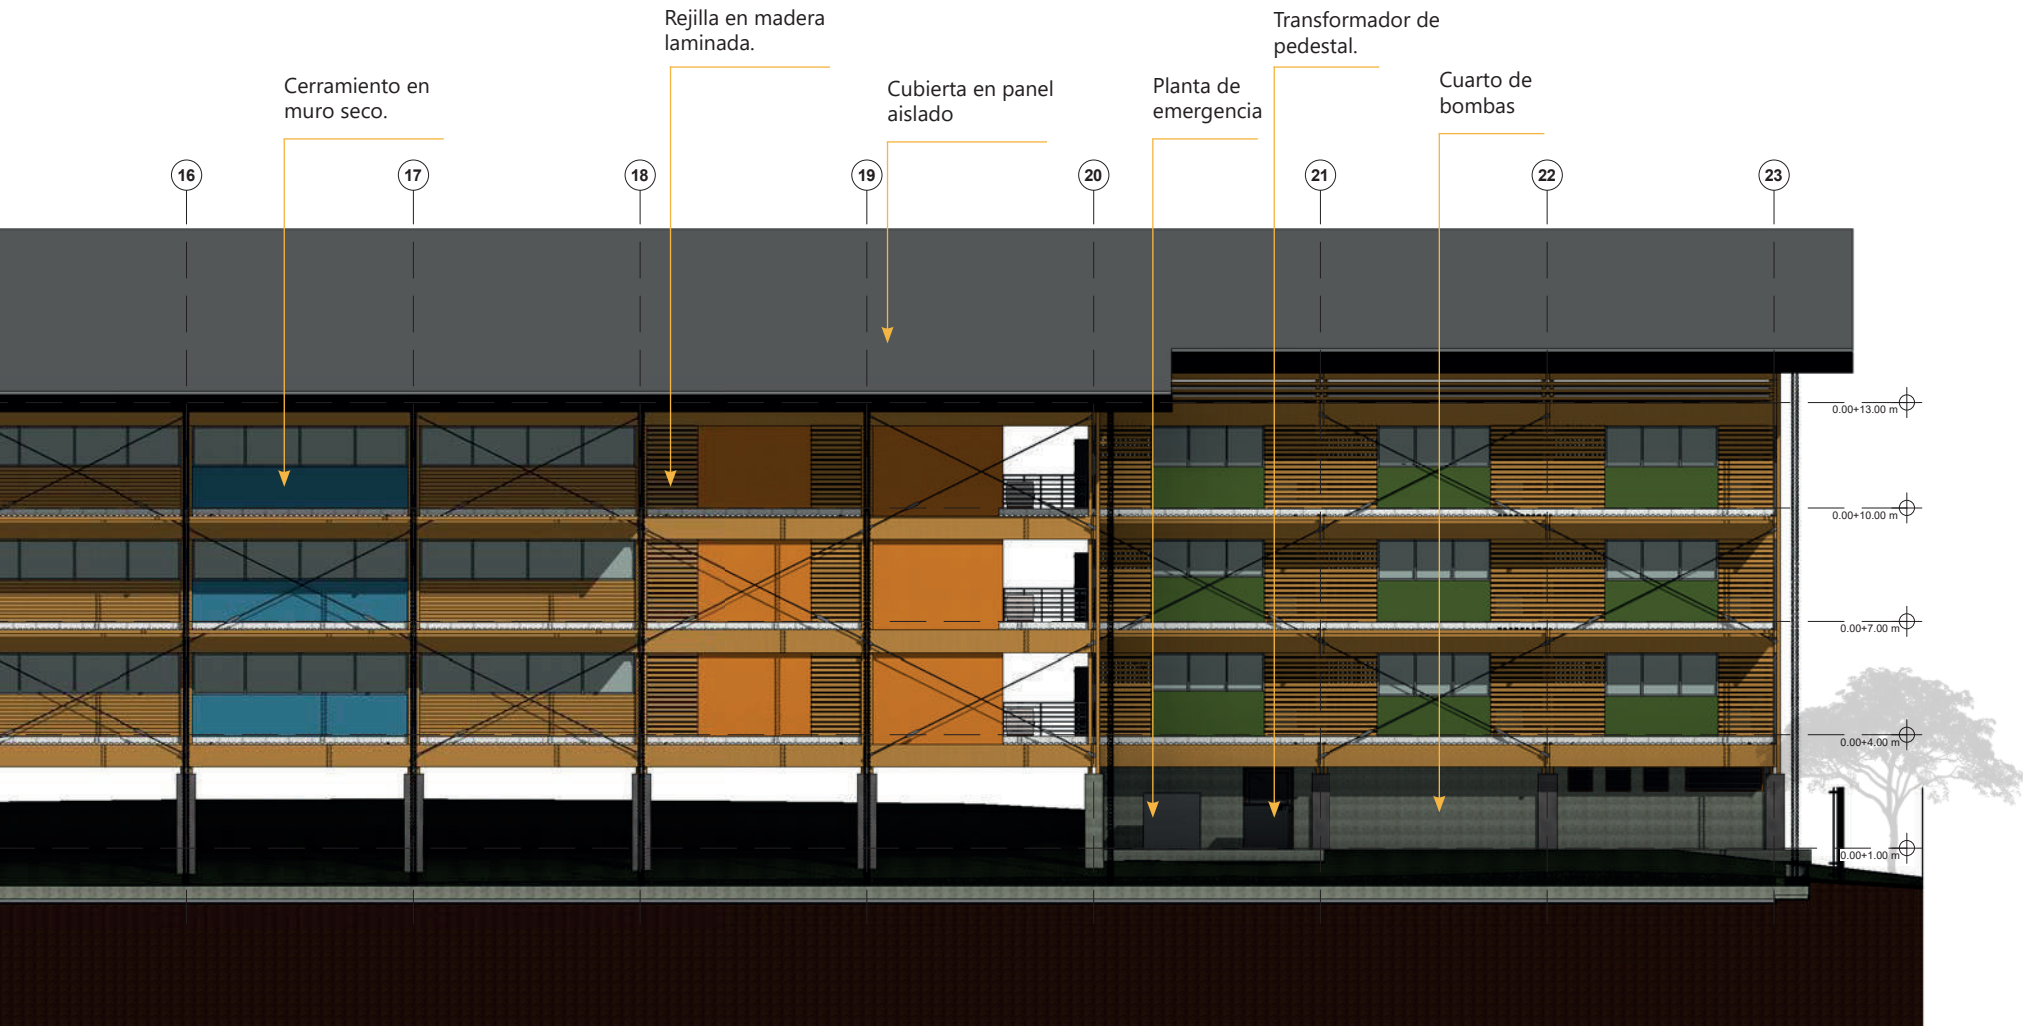 Rejilla en madera
laminada.
Transformador de
pedestal.
Cerramiento en
muro seco.
Cubierta en panel
aislado
Planta de
emergencia
Cuarto de
bombas
16
17
18
19
20
21
22
23
0.00+13.00 m
0.00+10.00 m
0.00+7.00 m
0.00+4.00 m
0.00+1.00 m